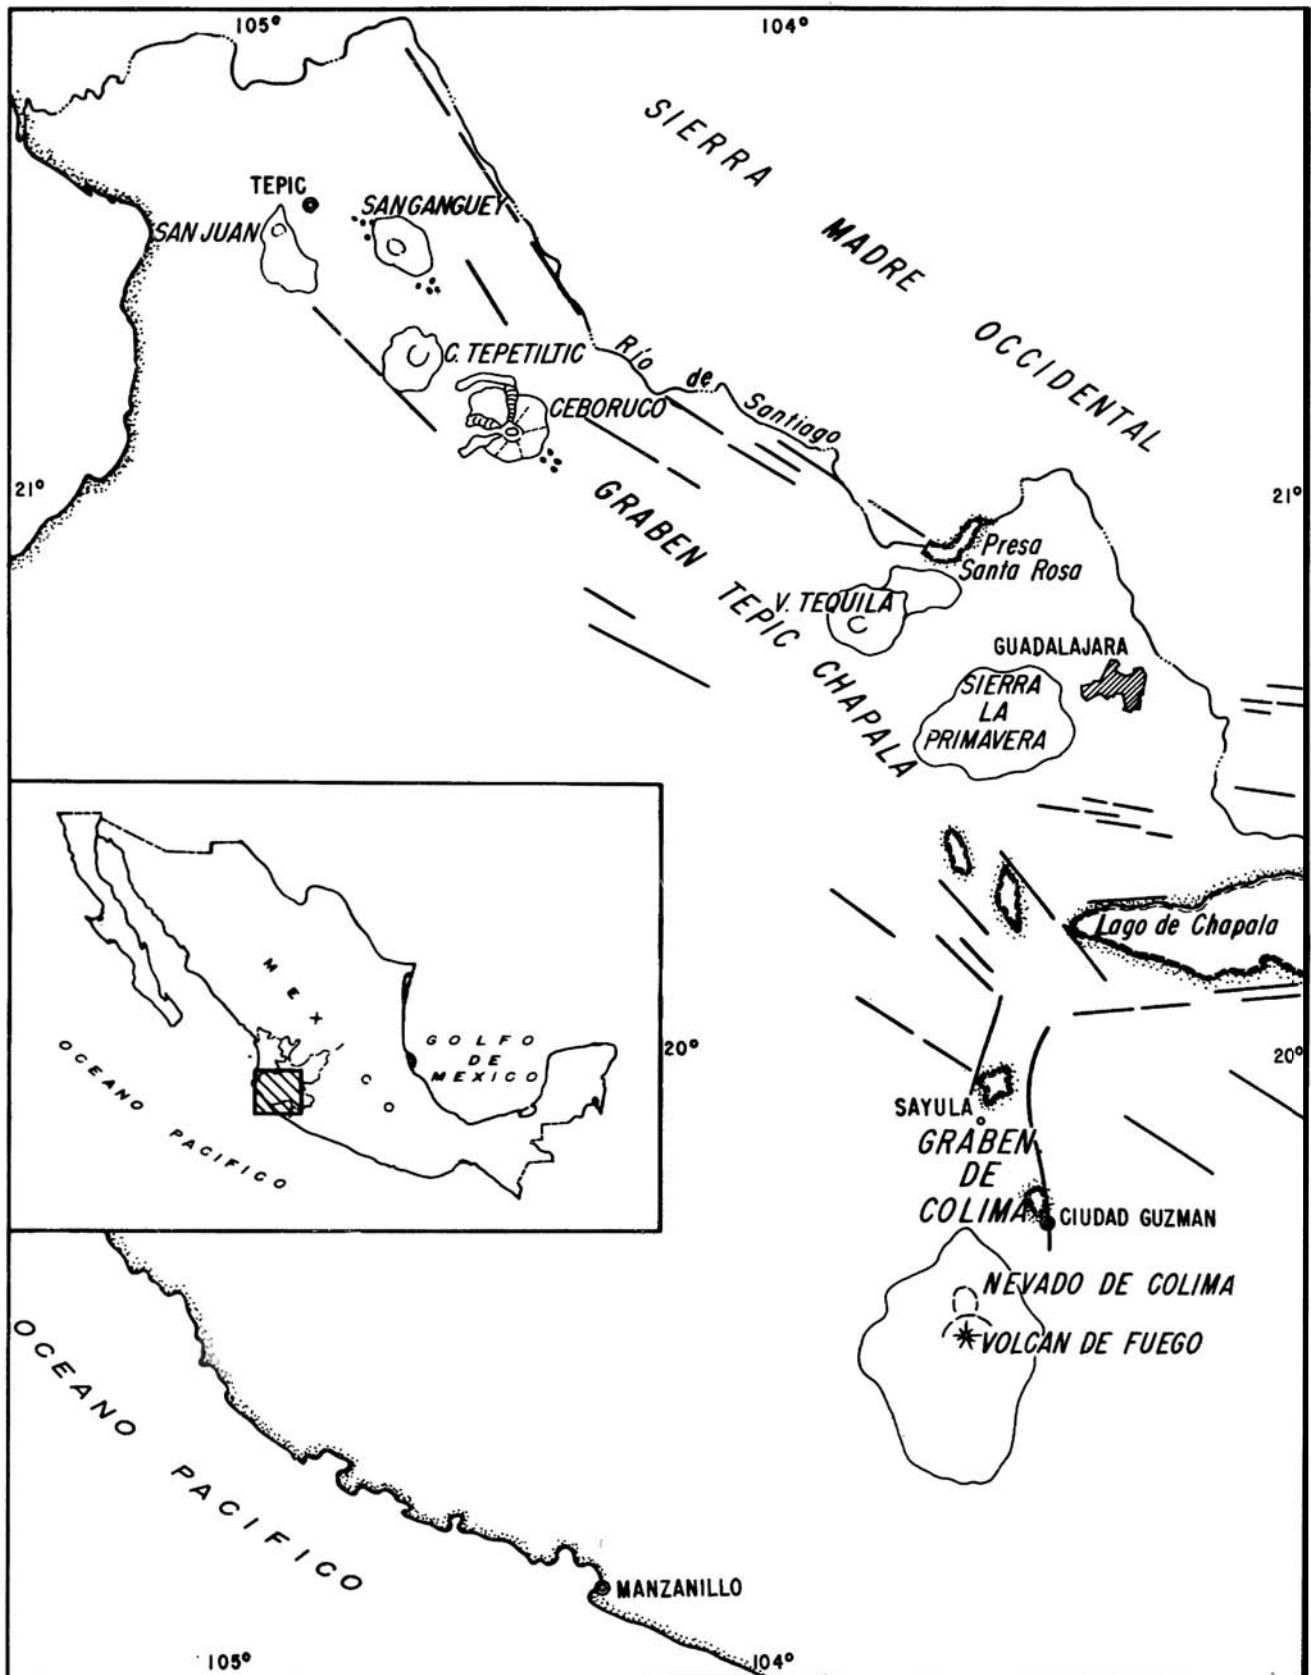 105°
104°
SIERRA
MADRE
OCCIDENTAL
TEPIC
SANGANGUEY
SAN JUAN
C. TEPETILTIC
Río de Santiago
CEBORUCO
21°
21°
GRABEN TEPIC CHAPALA
Presa
Santa Rosa
V. TEQUILA
GUADALAJARA
SIERRA
LA
PRIMAVERA
Lago de Chapala
MEX
GOLFO
DE
MEXICO
OCEANO PACIFICO
20°
20°
SAYULA
GRABEN
DE
COLIMA
CIUDAD GUZMAN
NEVADO DE COLIMA
VOLCAN DE FUEGO
OCEANO PACIFICO
MANZANILLO
105°
104°